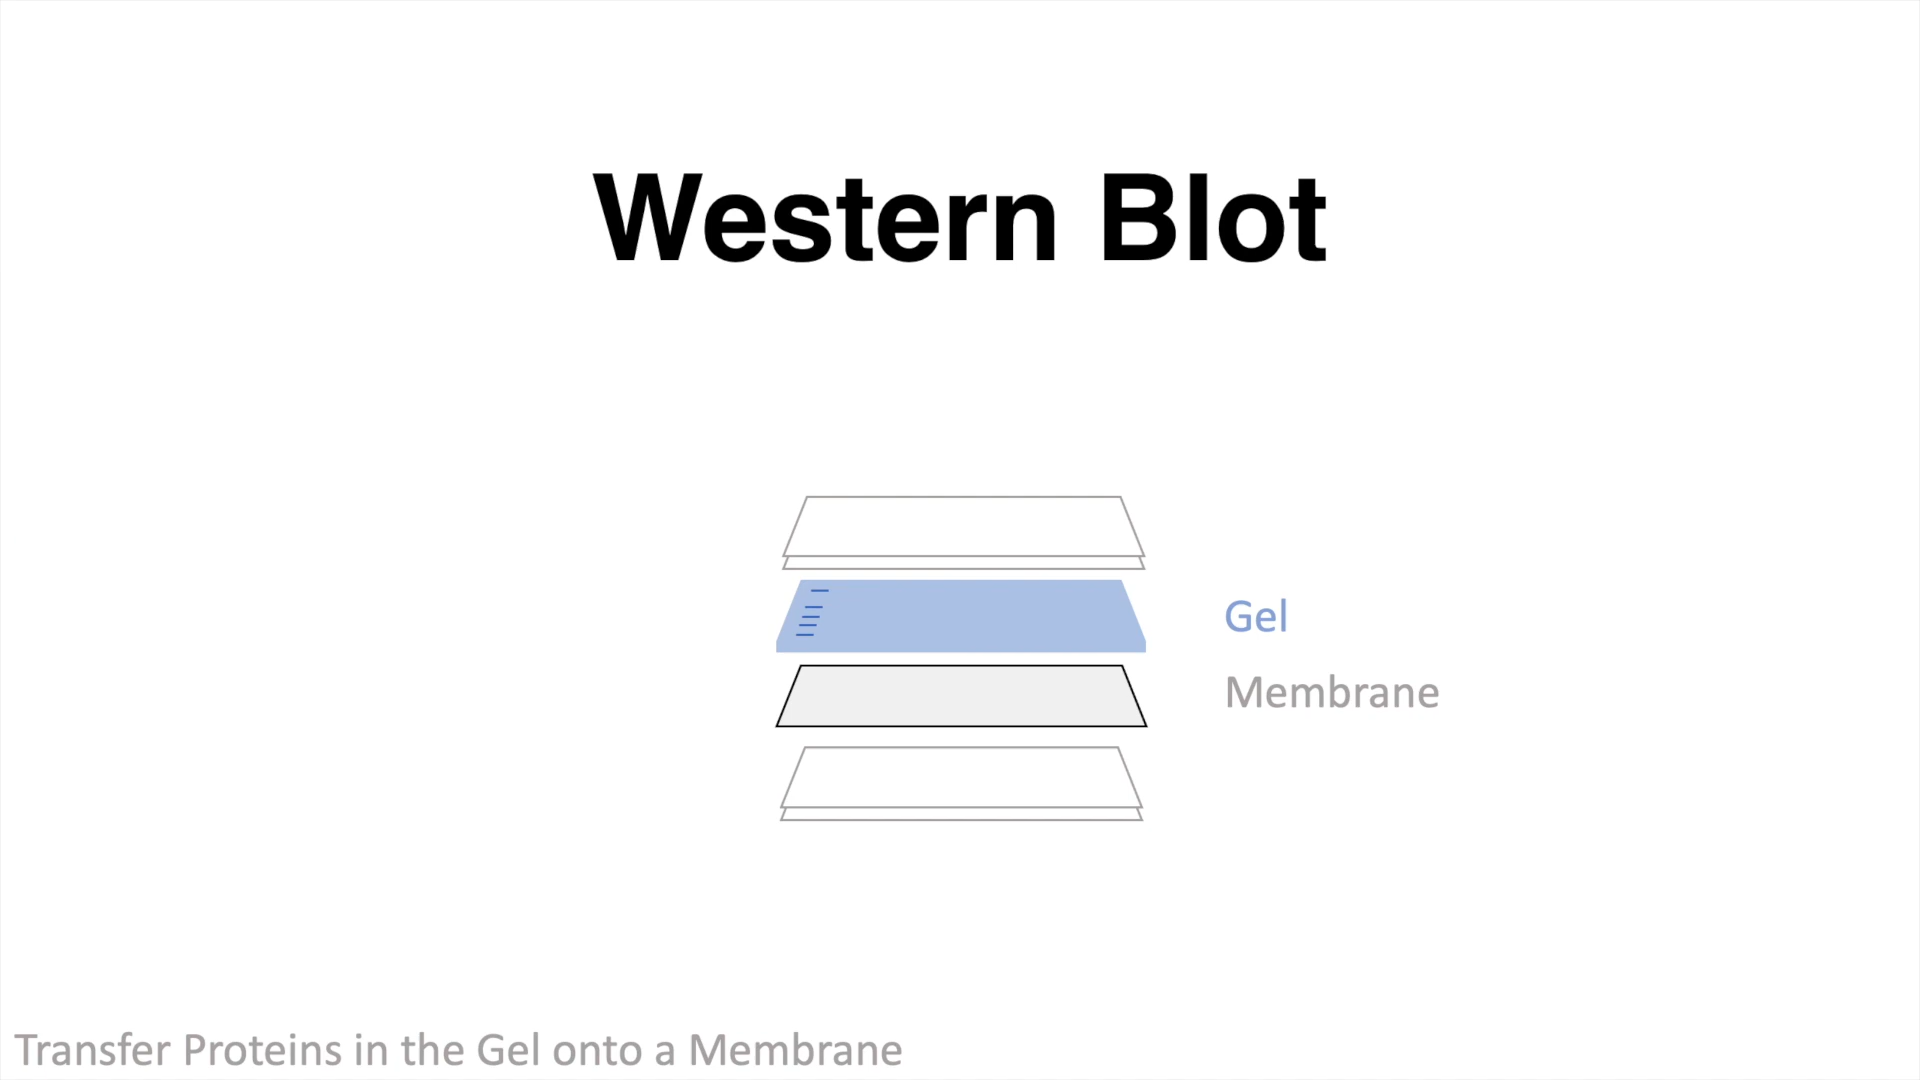 Western Blot
Gel
Membrane
Transfer Proteins in the Gel onto a Membrane